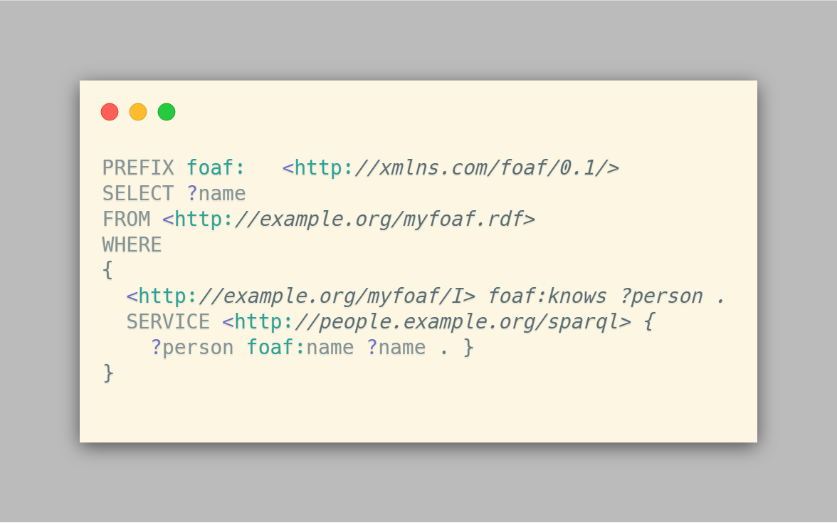 PREFIX foaf:   <http://xmlns.com/foaf/0.1/>
SELECT ?name
FROM <http://example.org/myfoaf.rdf>
WHERE
{
  <http://example.org/myfoaf/I> foaf:knows ?person .
  SERVICE <http://people.example.org/sparql> {
    ?person foaf:name ?name . }
}